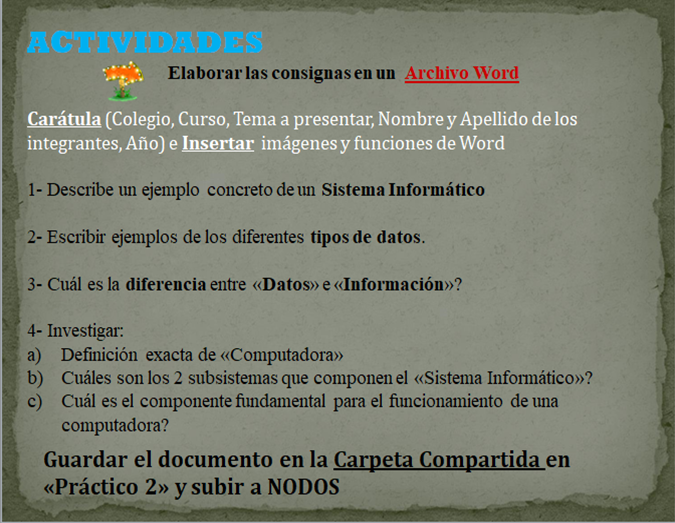 ACTIVIDADES
Elaborar las consignas en un Archivo Word
Carátula (Colegio, Curso, Tema a presentar, Nombre y Apellido de los
integrantes, Año) e Insertar imágenes y funciones de Word
1- Describe un ejemplo concreto de un Sistema Informático
2- Escribir ejemplos de los diferentes tipos de datos.
3- Cuál es la diferencia entre «Datos» e «Información»?
4- Investigar:
a) Definición exacta de «Computadora»
b) Cuáles son los 2 subsistemas que componen el «Sistema Informático»?
c) Cuál es el componente fundamental para el funcionamiento de una
computadora?
Guardar el documento en la Carpeta Compartida en
«Práctico 2» y subir a NODOS